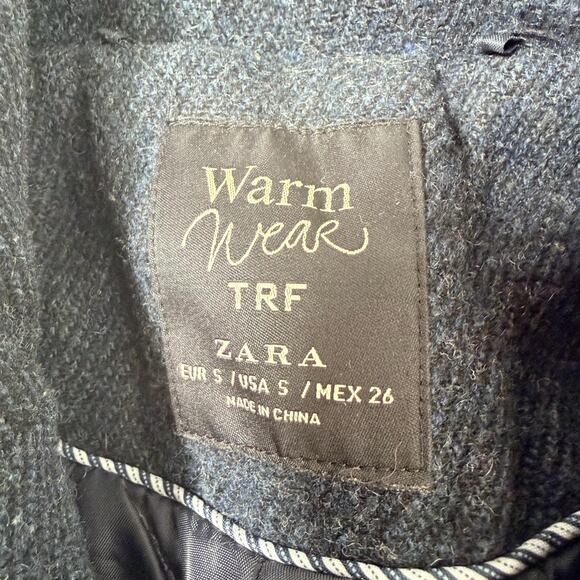 Warm
Wear
TRF
ZARA
EUR S / USA S / MEX 26
MADE IN CHINA